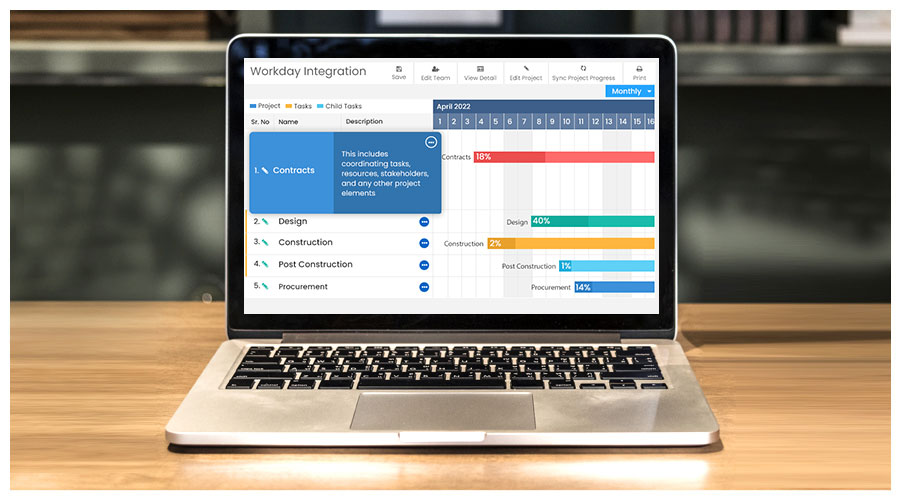 Workday Integration
Save
Edit Team
View Detail
Edit Project
Sync Project Progress
Print
Monthly
Project Tasks Child Tasks
April 2022
Sr. No Name Description
1 2 3 4 5 6 7 8 9 10 11 12 13 14 15 16
1. Contracts
This includes
coordinating tasks,
resources, stakeholders,
and any other project
elements
Contracts 18%
2. Design
Design 40%
3. Construction
Construction 2%
4. Post Construction
Post Construction 1%
5. Procurement
Procurement 14%